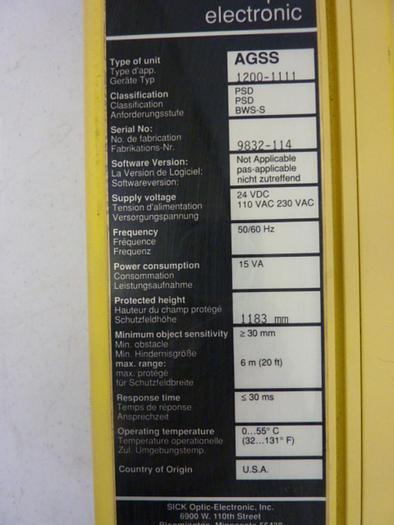 electronic
Type of unit AGSS
Type d'app.
Geräte Typ 1200-1111
Classification PSD
Classification PSD
Anforderungsstufe BWS-S
Serial No:
No. de fabrication
Fabrikations-Nr. 9832-114
Software Version: Not Applicable
La Version de Logiciel: pas-applicable
Softwareversion: nicht zutreffend
Supply voltage 24 VDC
Tension d'alimentation 110 VAC 230 VAC
Versorgungspannung
Frequency 50/60 Hz
Fréquence
Frequenz
Power consumption 15 VA
Consommation
Leistungsaufnahme
Protected height
Hauteur du champ protégé
Schutzfeldhöhe 1183 mm
Minimum object sensitivity ≥ 30 mm
Min. obstacle
Min. Hindernisgröße
max. range: 6 m (20 ft)
max. protégé
für Schutzfeldbreite
Response time ≤ 30 ms
Temps de réponse
Ansprechzeit
Operating temperature 0...55° C
Température operationelle (32...131° F)
Zul. Umgebungstemp.
Country of Origin U.S.A.
SICK Optic-Electronic, Inc.
6900 W. 110th Street
Bloomington, Minnesota 55438